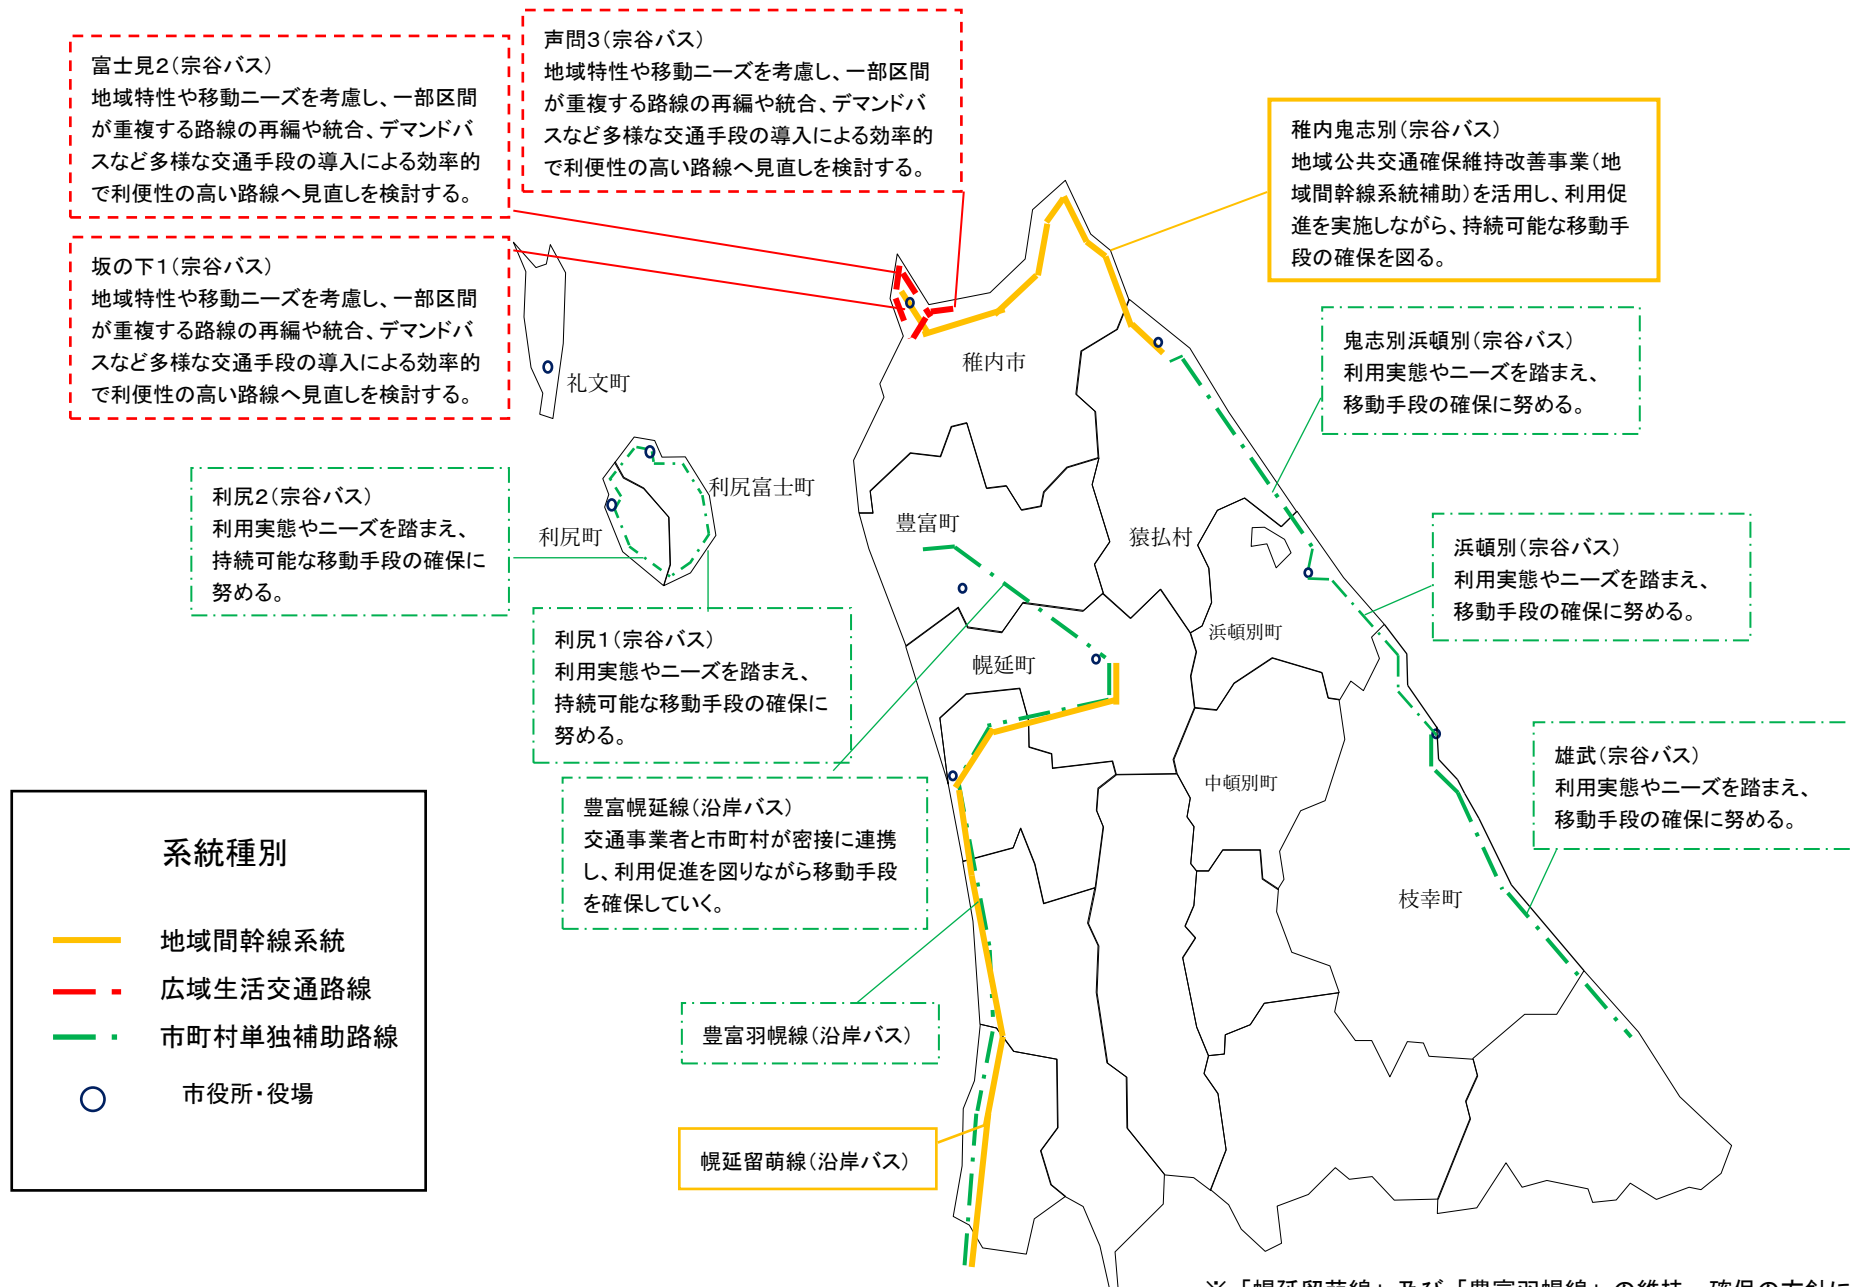 富士見2(宗谷バス)
地域特性や移動ニーズを考慮し、一部区間
が重複する路線の再編や統合、デマンドバ
スなど多様な交通手段の導入による効率的
で利便性の高い路線へ見直しを検討する。
声問3(宗谷バス)
地域特性や移動ニーズを考慮し、一部区間
が重複する路線の再編や統合、デマンドバ
スなど多様な交通手段の導入による効率的
で利便性の高い路線へ見直しを検討する。
坂の下1(宗谷バス)
地域特性や移動ニーズを考慮し、一部区間
が重複する路線の再編や統合、デマンドバ
スなど多様な交通手段の導入による効率的
で利便性の高い路線へ見直しを検討する。
稚内鬼志別(宗谷バス)
地域公共交通確保維持改善事業(地
域間幹線系統補助)を活用し、利用促
進を実施しながら、持続可能な移動手
段の確保を図る。
鬼志別浜頓別(宗谷バス)
利用実態やニーズを踏まえ、
移動手段の確保に努める。
稚内市
礼文町
利尻富士町
利尻町
利尻2(宗谷バス)
利用実態やニーズを踏まえ、
持続可能な移動手段の確保に
努める。
豊富町
猿払村
浜頓別(宗谷バス)
利用実態やニーズを踏まえ、
移動手段の確保に努める。
利尻1(宗谷バス)
利用実態やニーズを踏まえ、
持続可能な移動手段の確保に
努める。
浜頓別町
幌延町
中頓別町
雄武(宗谷バス)
利用実態やニーズを踏まえ、
移動手段の確保に努める。
豊富幌延線(沿岸バス)
交通事業者と市町村が密接に連携
し、利用促進を図りながら移動手段
を確保していく。
枝幸町
豊富羽幌線(沿岸バス)
幌延留萌線(沿岸バス)
系統種別
地域間幹線系統
広域生活交通路線
市町村単独補助路線
市役所・役場
※「幌延留萌線」及び「豊富羽幌線」の維持・確保の方針に